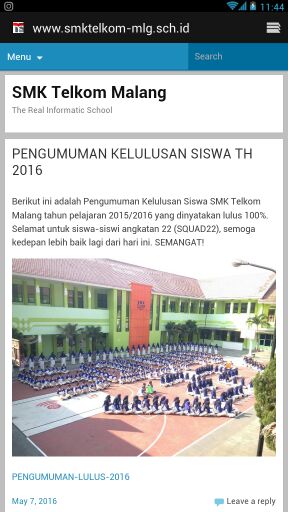 11:44
www.smktelkom-mlg.sch.id
Menu
Search
SMK Telkom Malang
The Real Informatic School
PENGUMUMAN KELULUSAN SISWA TH
2016
Berikut ini adalah Pengumuman Kelulusan Siswa SMK Telkom
Malang tahun pelajaran 2015/2016 yang dinyatakan lulus 100%.
Selamat untuk siswa-siswi angkatan 22 (SQUAD22), semoga
kedepan lebih baik lagi dari hari ini. SEMANGAT!
PENGUMUMAN-LULUS-2016
May 7, 2016
Leave a reply